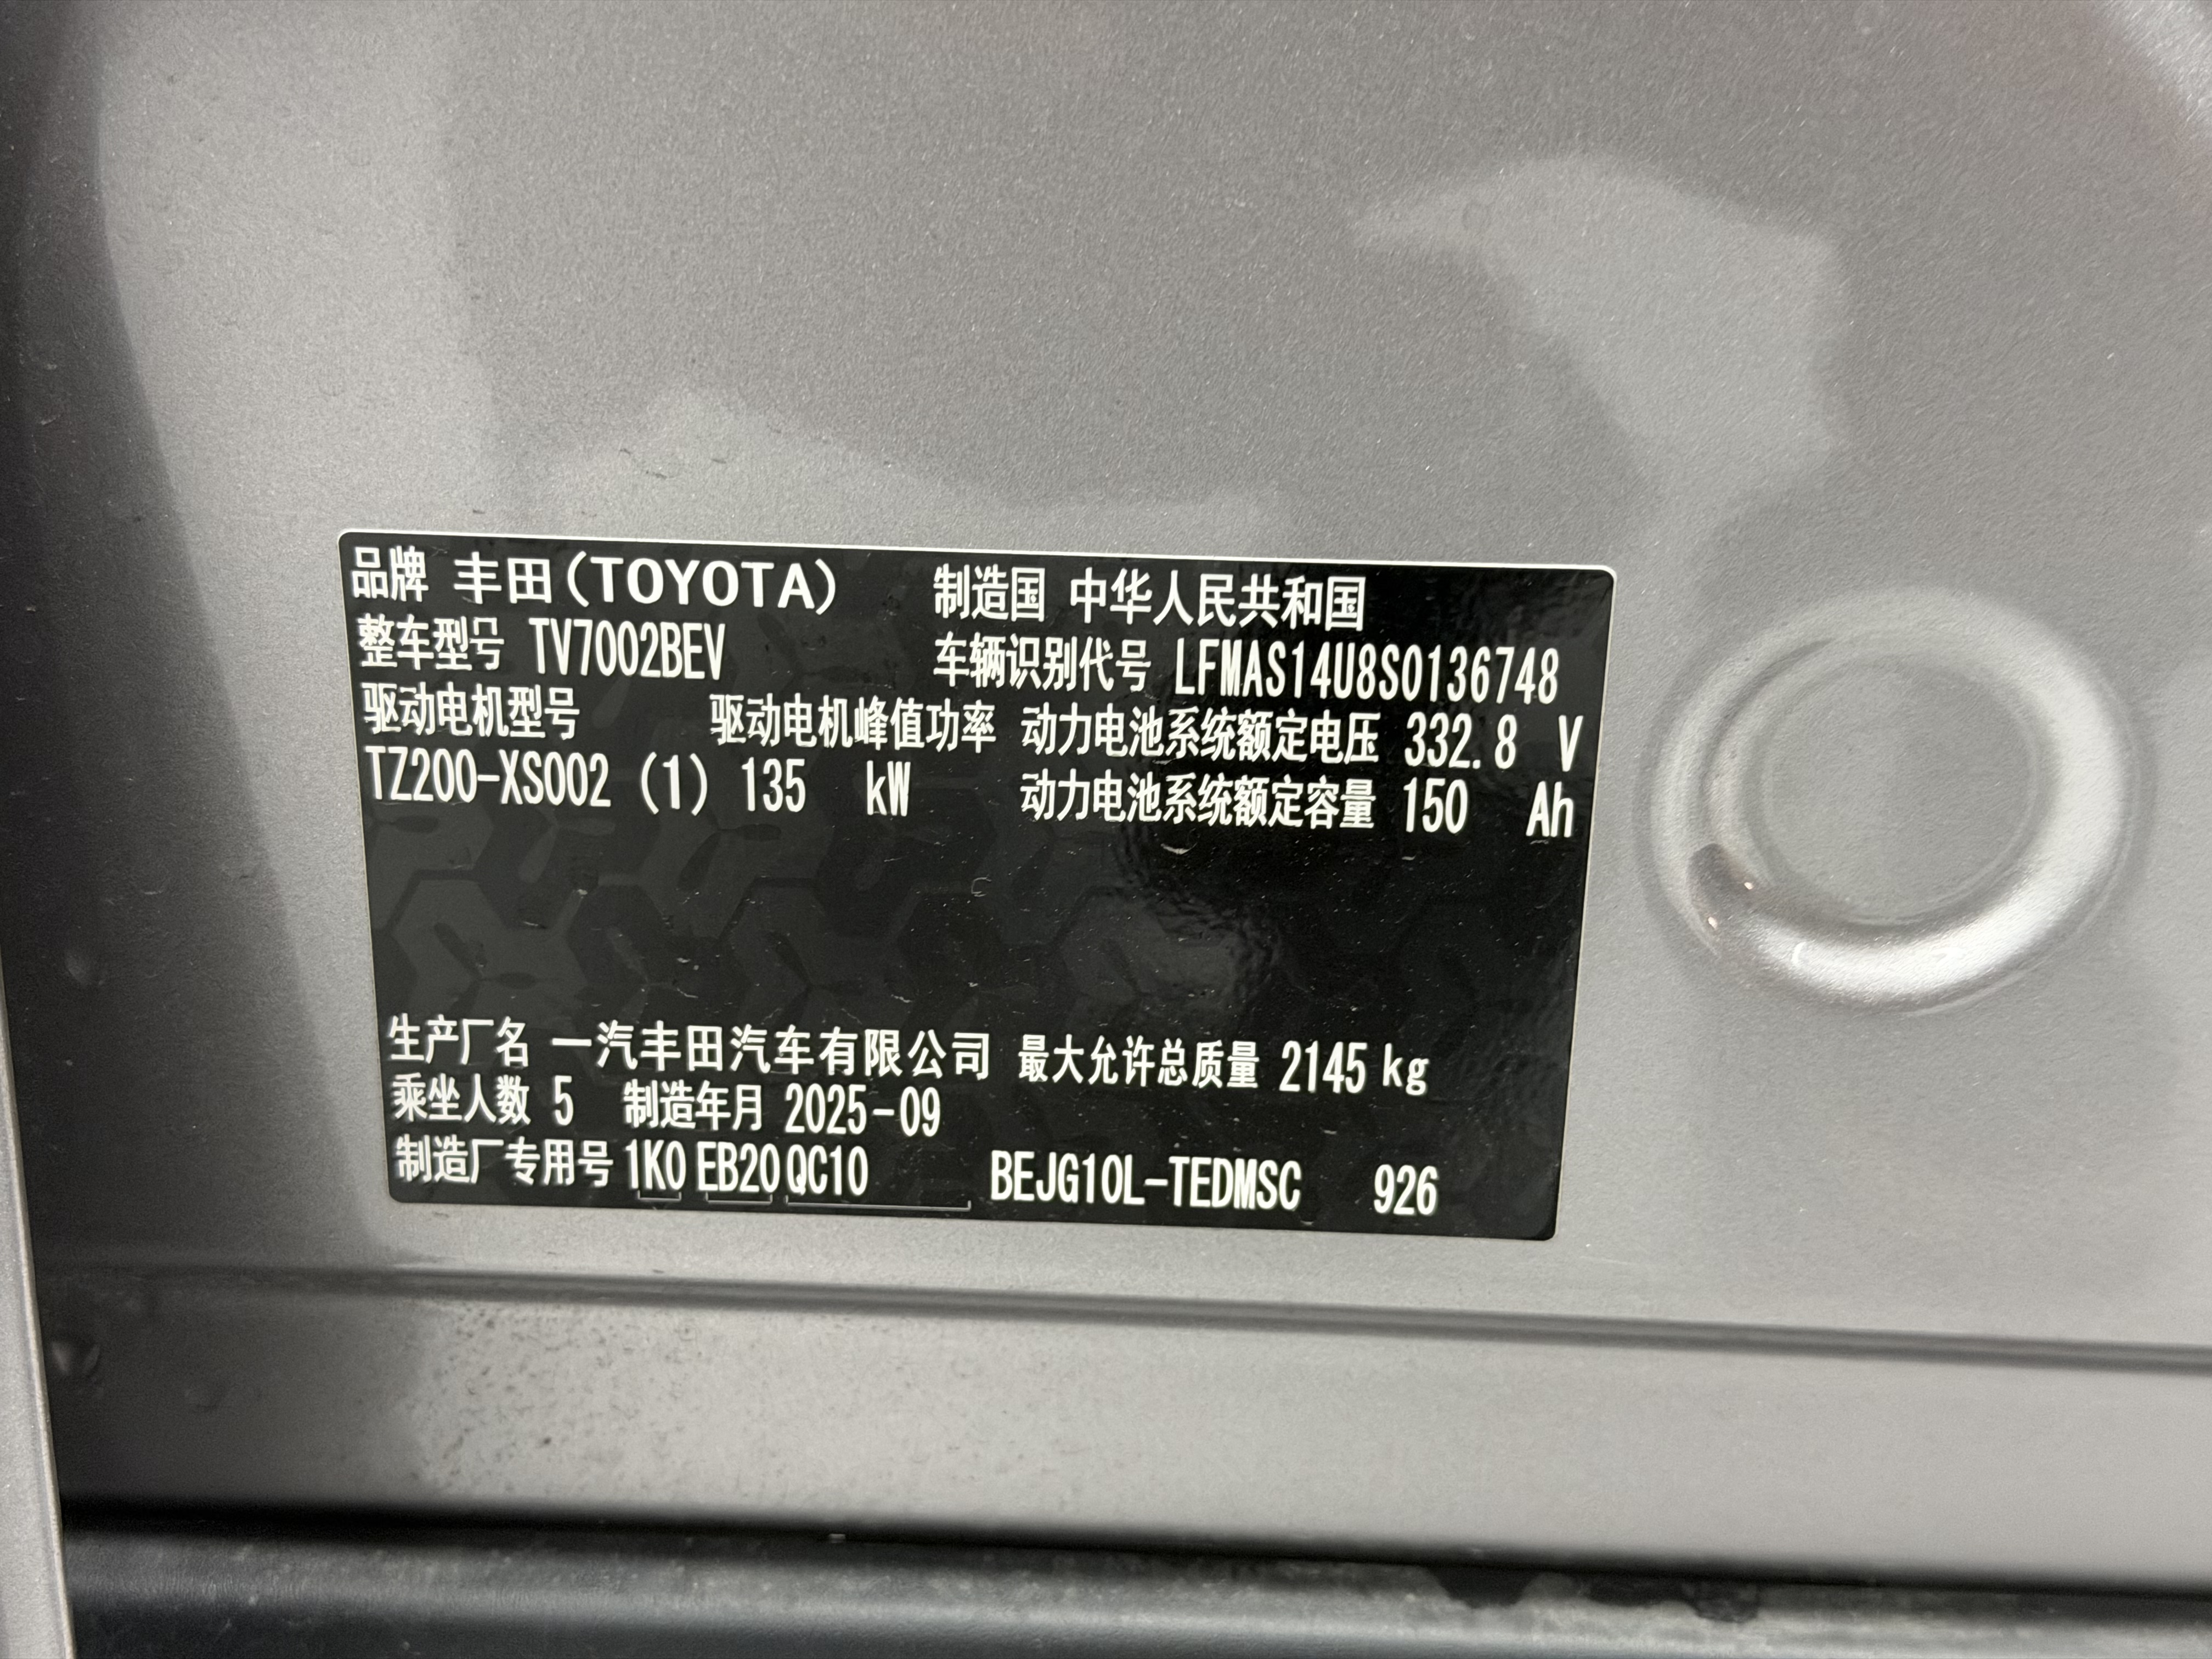 品牌 丰田(TOYOTA) 制造国 中华人民共和国
整车型号 TV7002BEV 车辆识别代号 LFMAS14U8S0136748
驱动电机型号 驱动电机峰值功率 动力电池系统额定电压 332.8 V
TZ200-XS002 (1) 135 kW 动力电池系统额定容量 150 Ah
生产厂名 一汽丰田汽车有限公司 最大允许总质量 2145 kg
乘坐人数 5 制造年月 2025-09
制造厂专用号 1K0 EB20 QC10 BEJG10L-TEDMSC 926